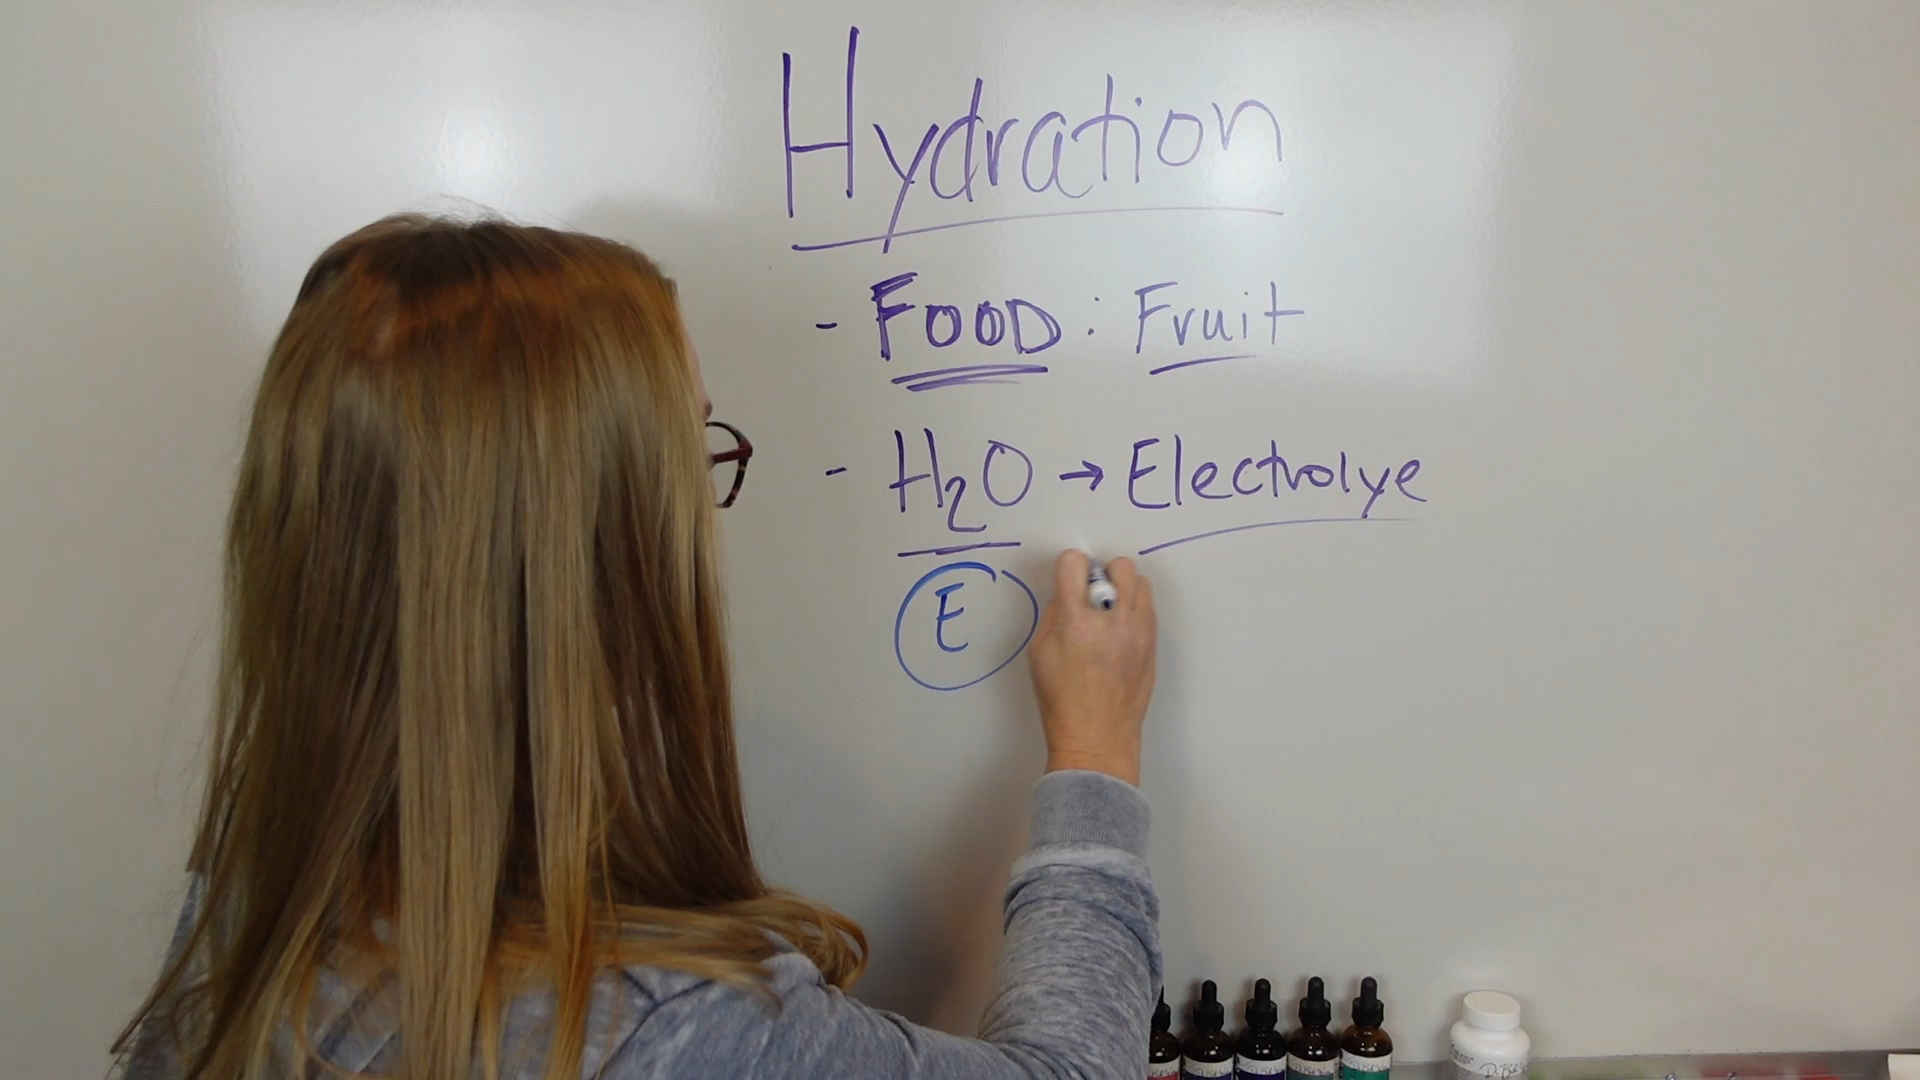 Hydration
- FOOD : Fruit
- H₂O → Electrolye
E